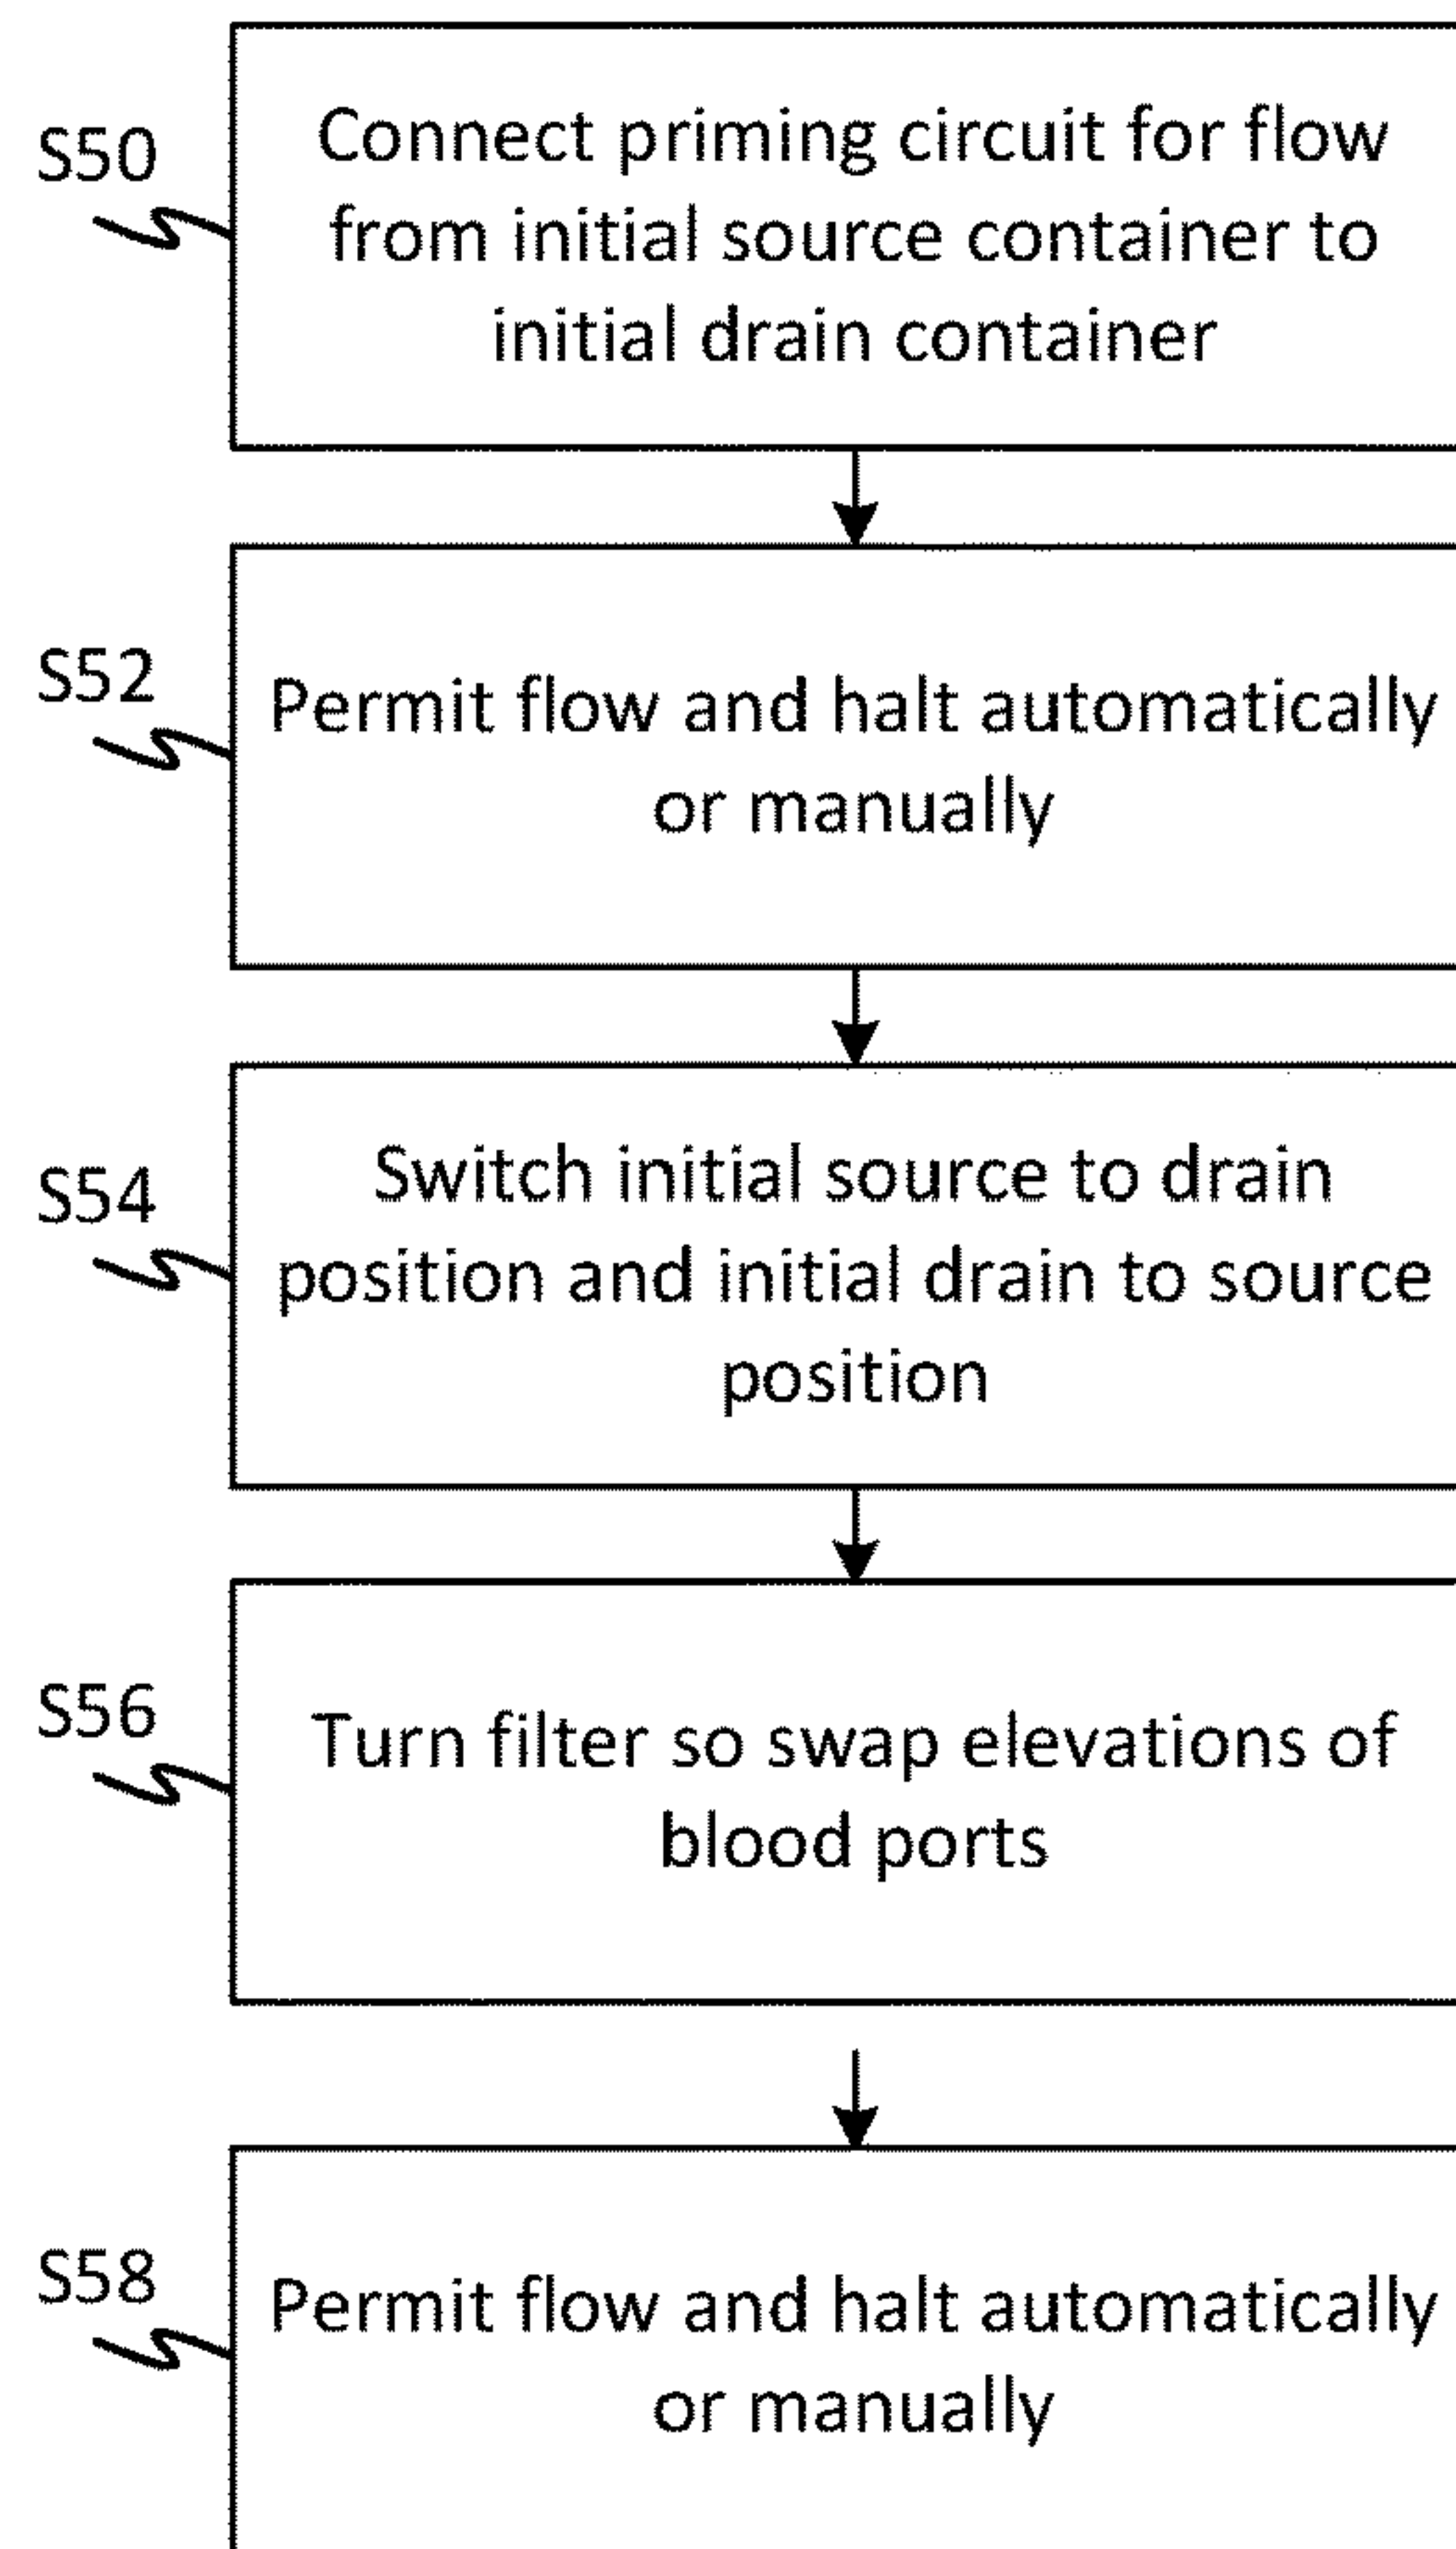 S50
Connect priming circuit for flow
from initial source container to
initial drain container
S52
Permit flow and halt automatically
or manually
S54
Switch initial source to drain
position and initial drain to source
position
S56
Turn filter so swap elevations of
blood ports
S58
Permit flow and halt automatically
or manually